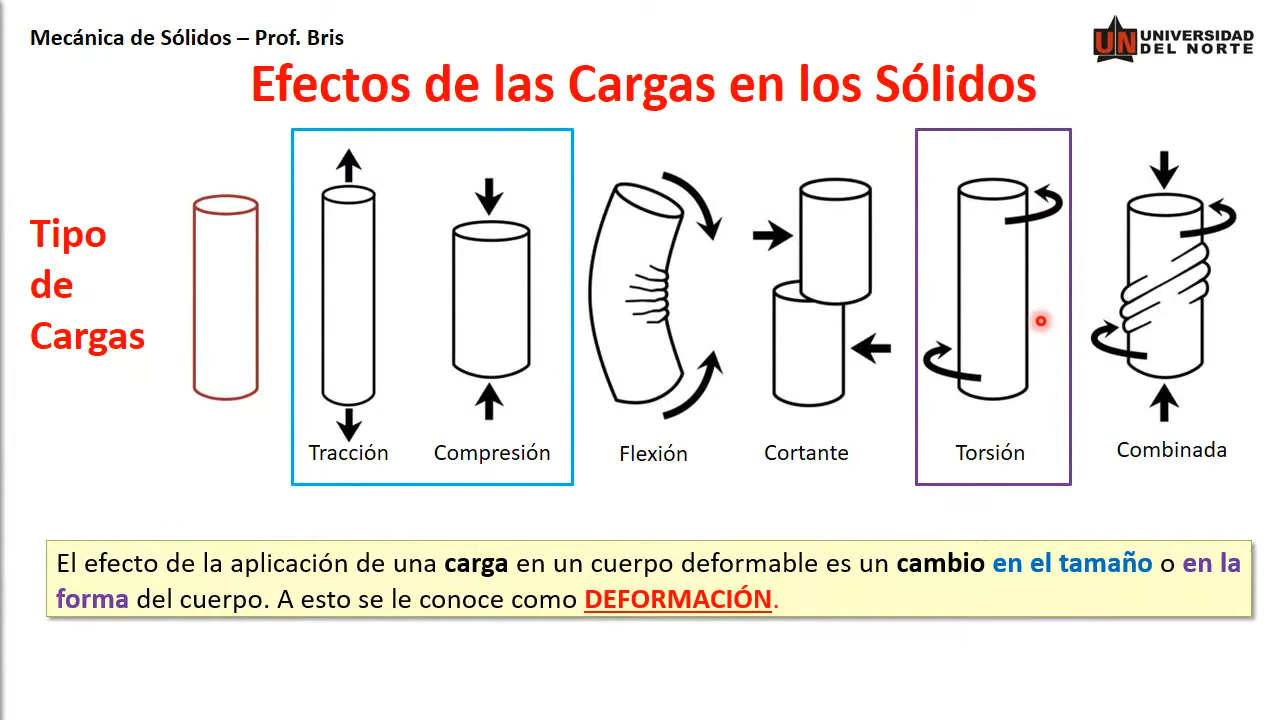 Mecánica de Sólidos – Prof. Bris
UN UNIVERSIDAD
DEL NORTE
Efectos de las Cargas en los Sólidos
Tipo
de
Cargas
Tracción
Compresión
Flexión
Cortante
Torsión
Combinada
El efecto de la aplicación de una carga en un cuerpo deformable es un cambio en el tamaño o en la
forma del cuerpo. A esto se le conoce como DEFORMACIÓN.